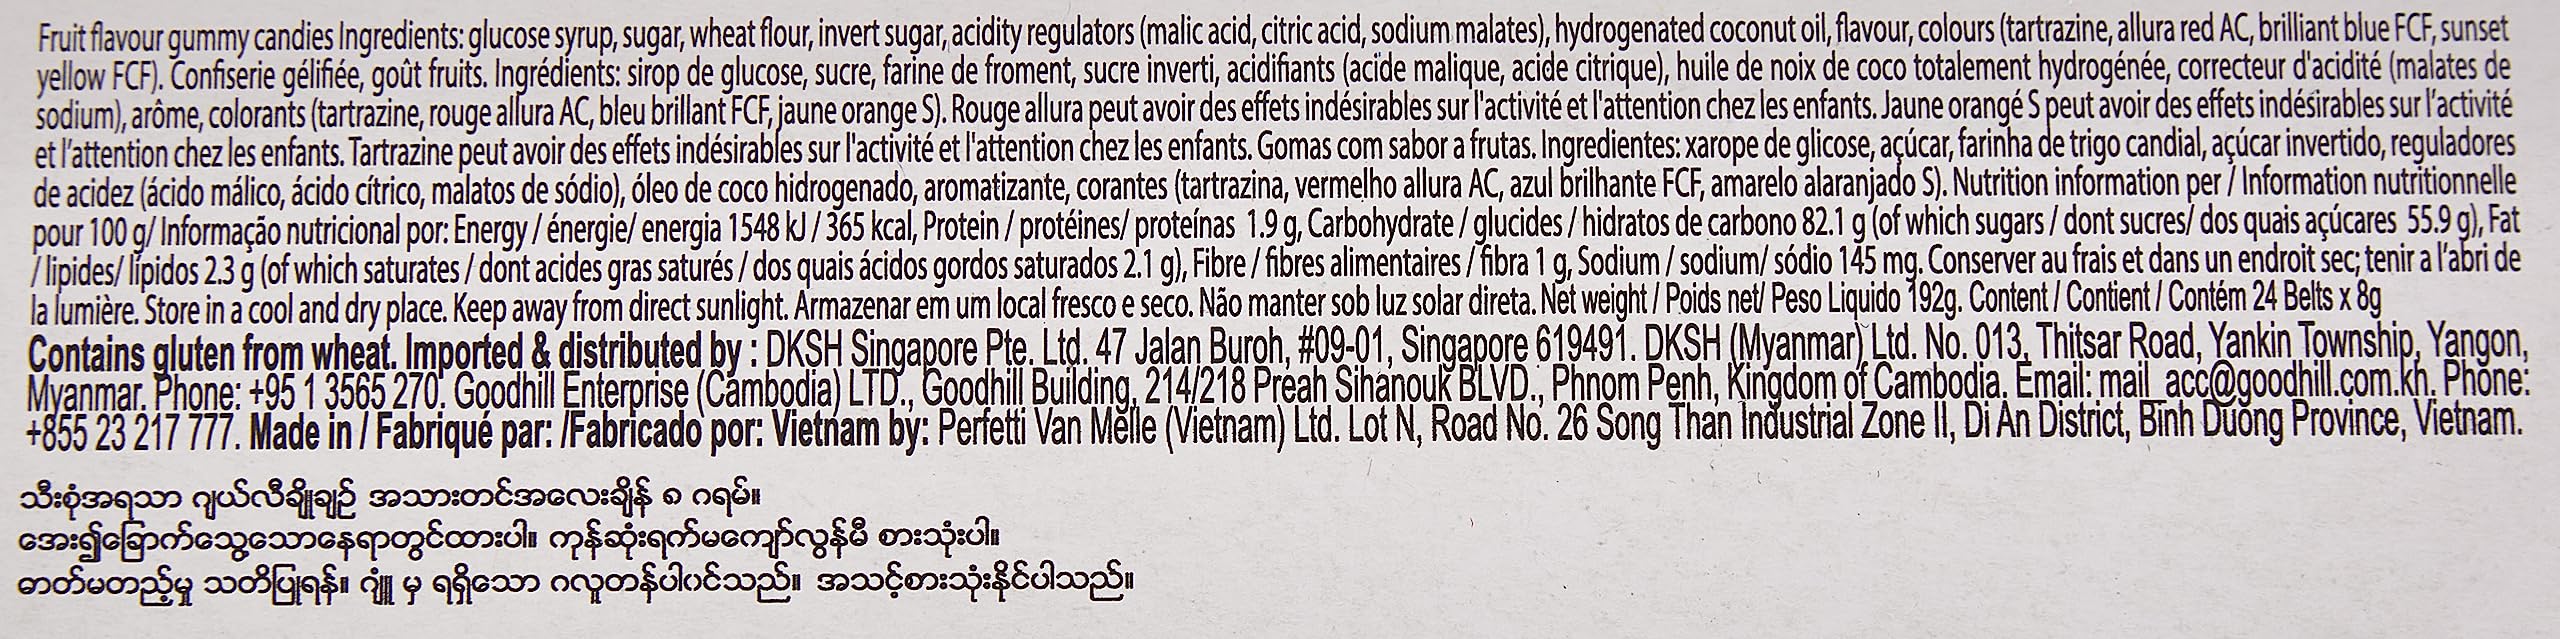 Fruit flavour gummy candies Ingredients: glucose syrup, sugar, wheat flour, invert sugar, acidity regulators (malic acid, citric acid, sodium malates), hydrogenated coconut oil, flavour, colours (tartrazine, allura red AC, brilliant blue FCF, sunset
yellow FCF). Confiserie gélifiée, goût fruits. Ingrédients: sirop de glucose, sucre, farine de froment, sucre inverti, acidifiants (acide malique, acide citrique), huile de noix de coco totalement hydrogénée, correcteur d'acidité (malates de
sodium), arôme, colorants (tartrazine, rouge allura AC, bleu brillant FCF, jaune orange S). Rouge allura peut avoir des effets indésirables sur l'activité et l'attention chez les enfants. Jaune orangé S peut avoir des effets indésirables sur l'activité
et l'attention chez les enfants. Tartrazine peut avoir des effets indésirables sur l'activité et l'attention chez les enfants. Gomas com sabor a frutas. Ingredientes: xarope de glicose, açúcar, farinha de trigo candial, açúcar invertido, reguladores
de acidez (ácido málico, ácido cítrico, malatos de sódio), óleo de coco hidrogenado, aromatizante, corantes (tartrazina, vermelho allura AC, azul brilhante FCF, amarelo alaranjado S). Nutrition information per / Information nutritionnelle
pour 100 g/ Informação nutricional por: Energy / énergie/ energia 1548 kJ / 365 kcal, Protein / protéines/ proteínas 1.9 g, Carbohydrate / glucides / hidratos de carbono 82.1 g (of which sugars / dont sucres/ dos quais açúcares 55.9 g), Fat
/ lipides/ lípidos 2.3 g (of which saturates / dont acides gras saturés / dos quais ácidos gordos saturados 2.1 g), Fibre / fibres alimentaires / fibra 1 g, Sodium / sodium/ sódio 145 mg. Conserver au frais et dans un endroit sec; tenir a l'abri de
la lumière. Store in a cool and dry place. Keep away from direct sunlight. Armazenar em um local fresco e seco. Não manter sob luz solar direta. Net weight / Poids net/ Peso Liquido 192g. Content / Contient / Contém 24 Belts x 8g
Contains gluten from wheat. Imported & distributed by : DKSH Singapore Pte. Ltd. 47 Jalan Buroh, #09-01, Singapore 619491. DKSH (Myanmar) Ltd. No. 013, Thitsar Road, Yankin Township, Yangon,
Myanmar. Phone: +95 1 3565 270. Goodhill Enterprise (Cambodia) LTD., Goodhill Building, 214/218 Preah Sihanouk BLVD., Phnom Penh, Kingdom of Cambodia. Email: mail_acc@goodhill.com.kh. Phone:
+855 23 217 777. Made in / Fabriqué par: /Fabricado por: Vietnam by: Perfetti Van Melle (Vietnam) Ltd. Lot N, Road No. 26 Song Than Industrial Zone II, Di An District, Binh Duong Province, Vietnam.
သီးစုံအရသာ ဂျယ်လီချိုချဉ် အသားတင်အလေးချိန် ၈ ဂရမ်။
အေး၍ခြောက်သွေ့သောနေရာတွင်ထားပါ။ ကုန်ဆုံးရက်မကျော်လွန်မီ စားသုံးပါ။
ဓာတ်မတည့်မှု သတိပြုရန်။ ဂျုံ မှ ရရှိသော ဂလူတန်ပါဝင်သည်။ အသင့်စားသုံးနိုင်ပါသည်။